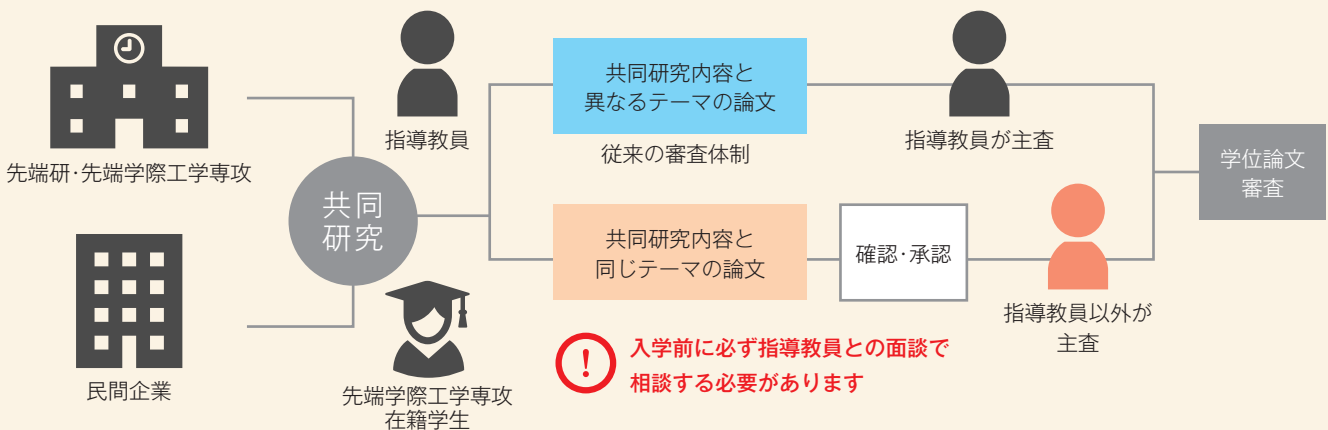 先端研・先端学際工学専攻
民間企業
共同
研究
指導教員
先端学際工学専攻
在籍学生
共同研究内容と
異なるテーマの論文
従来の審査体制
指導教員が主査
共同研究内容と
同じテーマの論文
確認・承認
指導教員以外が
主査
学位論文
審査
!
入学前に必ず指導教員との面談で
相談する必要があります